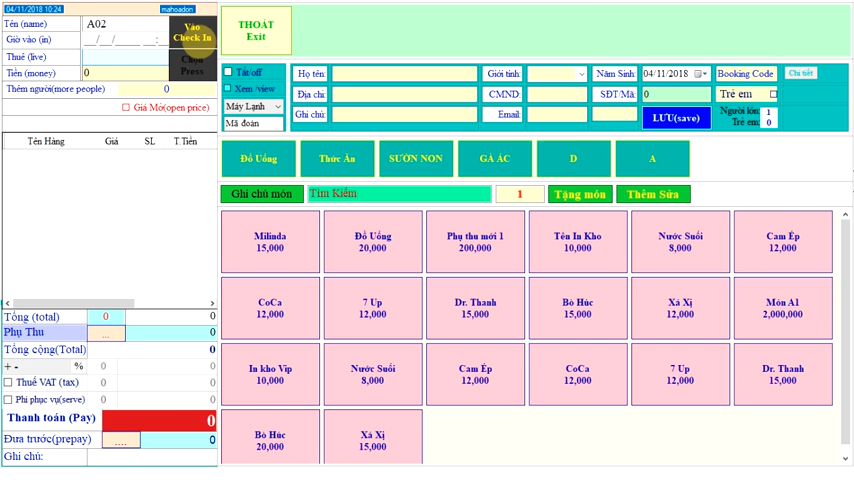 04/11/2018 10:24
mahoadon
Tên (name)
A02
Vào
Check In
Giờ vào (in)
__/__/____ __:__
Thuê (live)
Chọn
Press
Tiền (money)
0
Thêm người(more people)
0
Giá Mở(open price)
Tên Hàng Giá SL T.Tiền
Tổng (total)
0
0
Phụ Thu
...
0
Tổng cộng(Total)
0
+ -
%
0
0
Thuế VAT (tax)
0
0
Phí phục vụ(serve)
0
0
Thanh toán (Pay)
0
Đưa trước(prepay)
....
0
Ghi chú:
THOÁT
Exit
Tắt/off
Xem /view
Máy Lạnh
Mã đoàn
Họ tên:
Giới tính:
Năm Sinh:
04/11/2018
Booking Code
Chi tiết
Địa chỉ:
CMND
SĐT/Mã:
0
Trẻ em
Ghi chú:
Email:
LƯU(save)
Người lớn: 1
Trẻ em: 0
Đồ Uống
Thức Ăn
SƯỜN NON
GÀ ÁC
D
A
Ghi chú món
Tìm Kiếm
1
Tặng món
Thêm Sửa
Milinda
15,000
Đồ Uống
20,000
Phụ thu mới 1
200,000
Tên In Kho
10,000
Nước Suối
8,000
Cam Ép
12,000
CoCa
12,000
7 Up
12,000
Dr. Thanh
15,000
Bò Húc
15,000
Xá Xị
12,000
Món A1
2,000,000
In kho Vip
10,000
Nước Suối
8,000
Cam Ép
12,000
CoCa
12,000
7 Up
12,000
Dr. Thanh
15,000
Bò Húc
20,000
Xá Xị
15,000